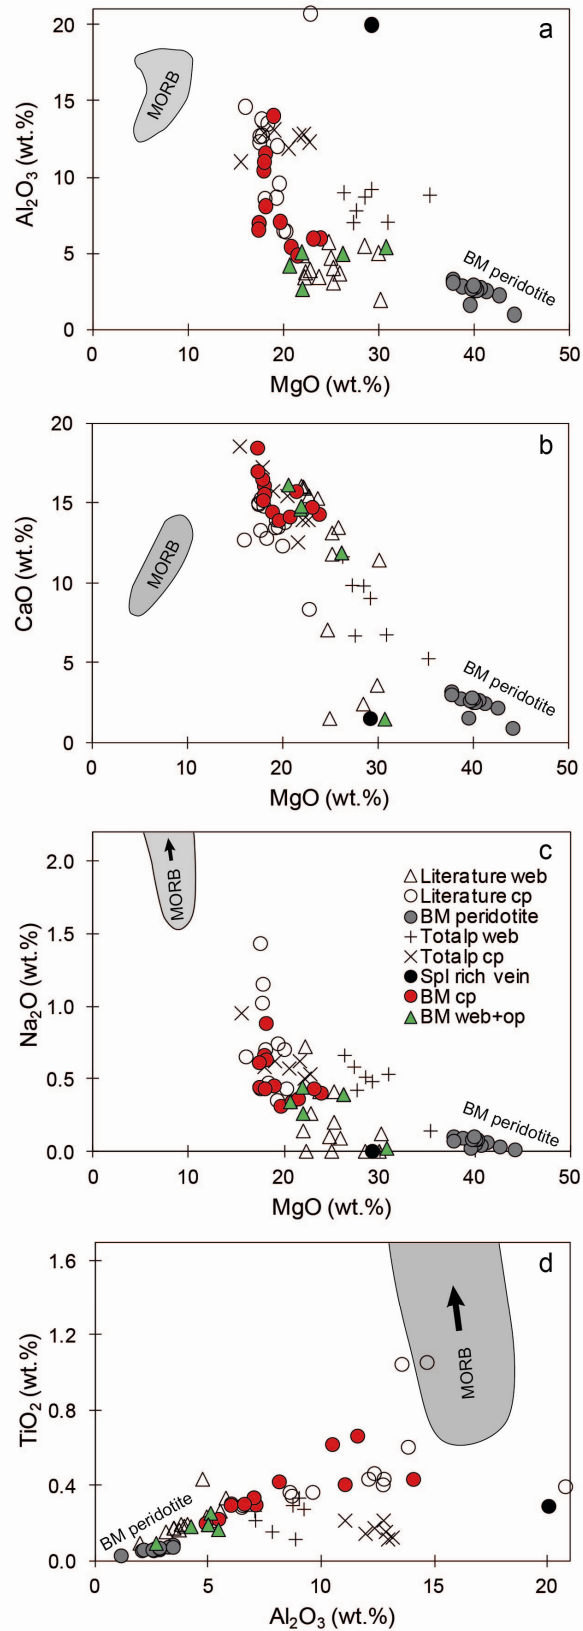 a
20
15
10
5
0
Al₂O₃ (wt.%)
MORB
BM peridotite
0 10 20 30 40 50
MgO (wt.%)
b
20
15
10
5
0
CaO (wt.%)
MORB
BM peridotite
0 10 20 30 40 50
MgO (wt.%)
c
2.0
1.5
1.0
0.5
0.0
Na₂O (wt.%)
MORB
Literature web
Literature cp
BM peridotite
Totalp web
Totalp cp
Spl rich vein
BM cp
BM web+op
BM peridotite
0 10 20 30 40 50
MgO (wt.%)
d
1.6
1.2
0.8
0.4
0.0
TiO₂ (wt.%)
MORB
BM peridotite
0 5 10 15 20
Al₂O₃ (wt.%)